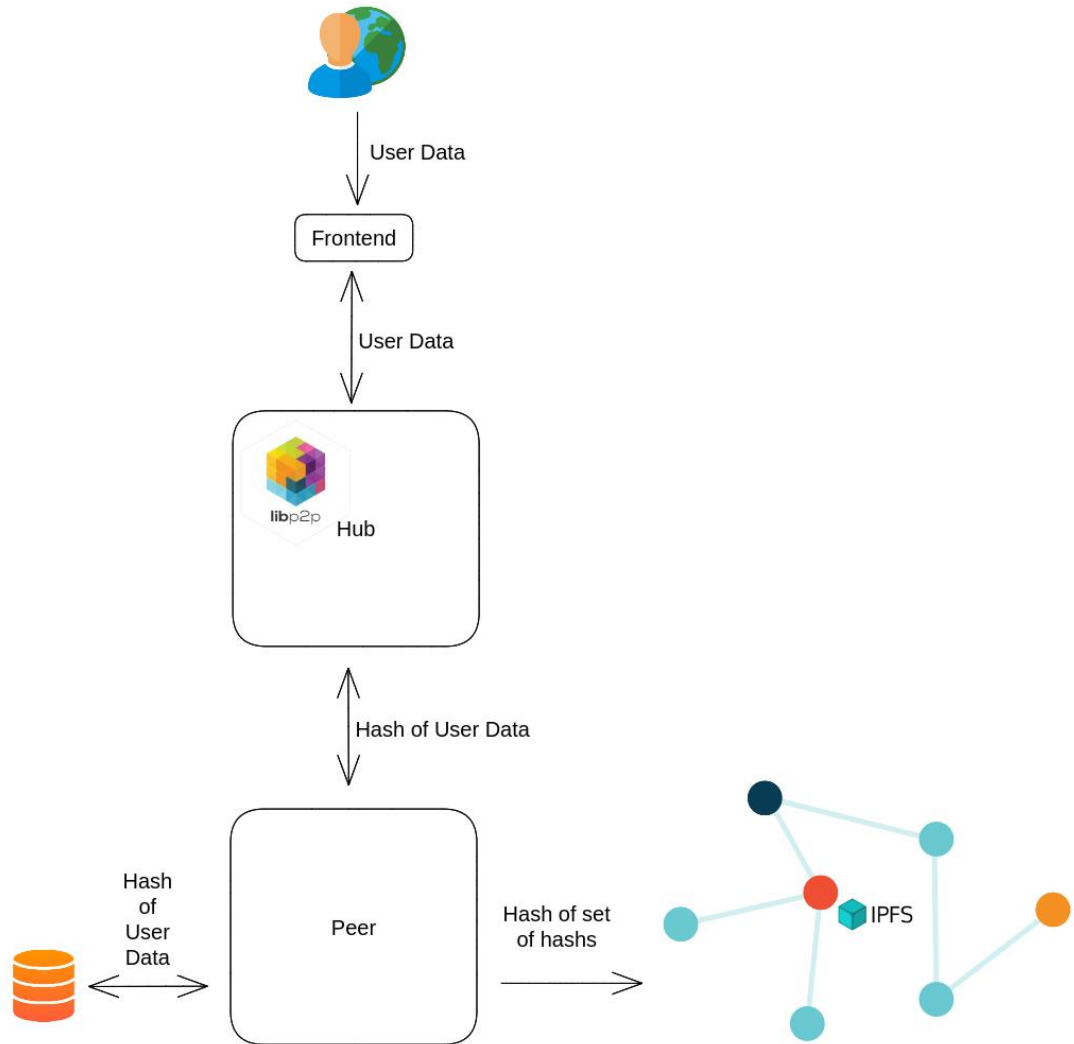 User Data
Frontend
User Data
libp2p
Hub
Hash of User Data
Hash
of
User
Data
Peer
Hash of set
of hashs
IPFS